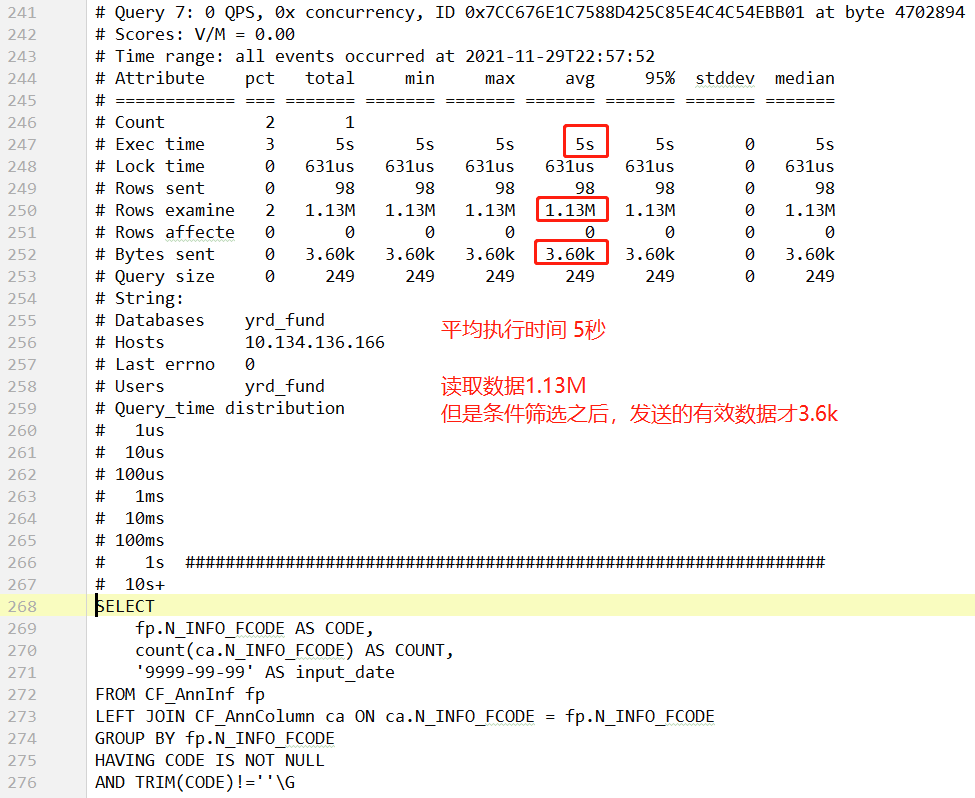 241 # Query 7: 0 QPS, 0x concurrency, ID 0x7CC676E1C7588D425C85E4C4C54EBB01 at byte 4702894
242 # Scores: V/M = 0.00
243 # Time range: all events occurred at 2021-11-29T22:57:52
244 # Attribute    pct   total     min     max     avg     95%  stddev  median
245 # ============ === ======= ======= ======= ======= ======= ======= =======
246 # Count          2       1
247 # Exec time      3      5s      5s      5s      5s      5s       0      5s
248 # Lock time      0   631us   631us   631us   631us   631us       0   631us
249 # Rows sent      0      98      98      98      98      98       0      98
250 # Rows examine   2   1.13M   1.13M   1.13M   1.13M   1.13M       0   1.13M
251 # Rows affecte   0       0       0       0       0       0       0       0
252 # Bytes sent     0   3.60k   3.60k   3.60k   3.60k   3.60k       0   3.60k
253 # Query size     0     249     249     249     249     249       0     249
254 # String:
255 # Databases    yrd_fund
256 # Hosts        10.134.136.166
平均执行时间 5秒
257 # Last errno   0
258 # Users        yrd_fund
读取数据1.13M
259 # Query_time distribution
但是条件筛选之后，发送的有效数据才3.6k
260 #   1us
261 #  10us
262 # 100us
263 #   1ms
264 #  10ms
265 # 100ms
266 #    1s  ################################################################
267 #  10s+
268 SELECT
269     fp.N_INFO_FCODE AS CODE,
270     count(ca.N_INFO_FCODE) AS COUNT,
271     '9999-99-99' AS input_date
272 FROM CF_AnnInf fp
273 LEFT JOIN CF_AnnColumn ca ON ca.N_INFO_FCODE = fp.N_INFO_FCODE
274 GROUP BY fp.N_INFO_FCODE
275 HAVING CODE IS NOT NULL
276 AND TRIM(CODE)!=''\G